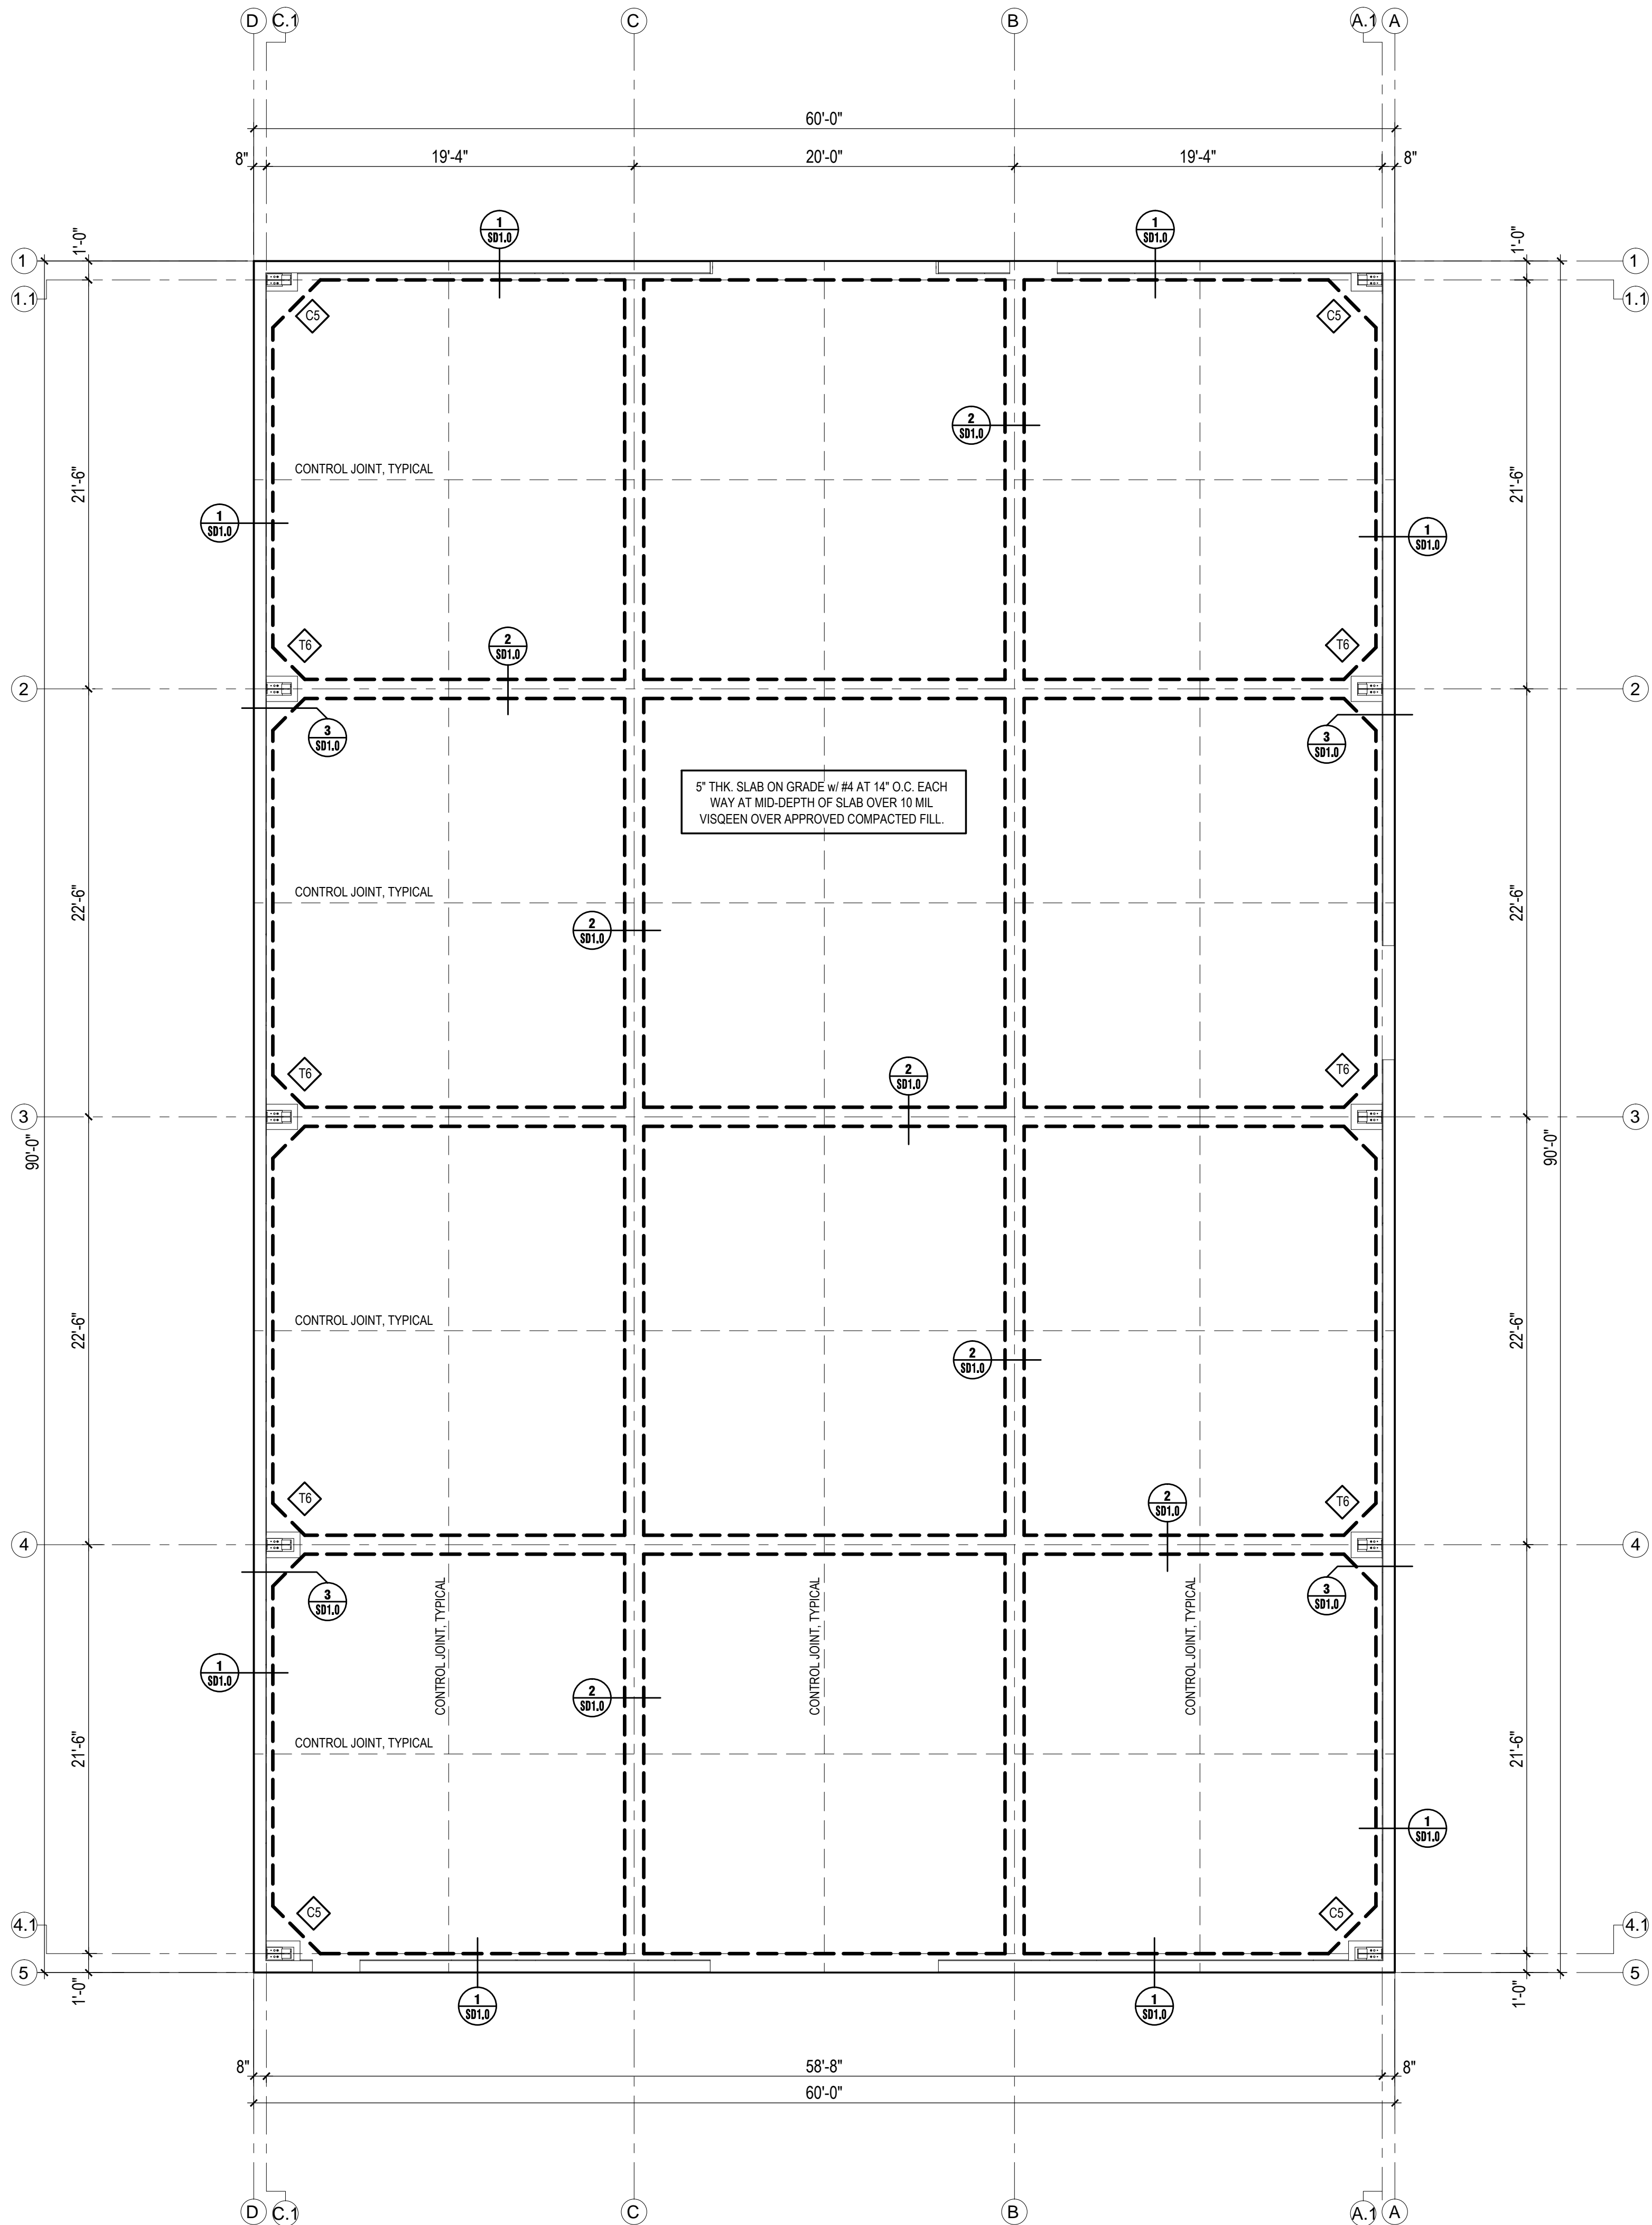 D
C.1
C
B
A.1
A
60'-0"
8"
19'-4"
20'-0"
19'-4"
8"
1
SD1.0
1
SD1.0
1
1'-0"
1'-0"
1
1.1
1.1
C5
C5
2
SD1.0
21'-6"
CONTROL JOINT, TYPICAL
21'-6"
1
SD1.0
1
SD1.0
T6
2
SD1.0
T6
2
2
3
SD1.0
3
SD1.0
5" THK. SLAB ON GRADE w/ #4 AT 14" O.C. EACH
WAY AT MID-DEPTH OF SLAB OVER 10 MIL
VISQEEN OVER APPROVED COMPACTED FILL.
22'-6"
CONTROL JOINT, TYPICAL
22'-6"
2
SD1.0
T6
2
SD1.0
T6
3
3
90'-0"
90'-0"
22'-6"
CONTROL JOINT, TYPICAL
22'-6"
2
SD1.0
T6
2
SD1.0
T6
4
4
3
SD1.0
3
SD1.0
CONTROL JOINT, TYPICAL
CONTROL JOINT, TYPICAL
CONTROL JOINT, TYPICAL
1
SD1.0
2
SD1.0
21'-6"
CONTROL JOINT, TYPICAL
21'-6"
1
SD1.0
C5
C5
4.1
4.1
5
1'-0"
1'-0"
5
1
SD1.0
1
SD1.0
8"
58'-8"
8"
60'-0"
D
C.1
C
B
A.1
A